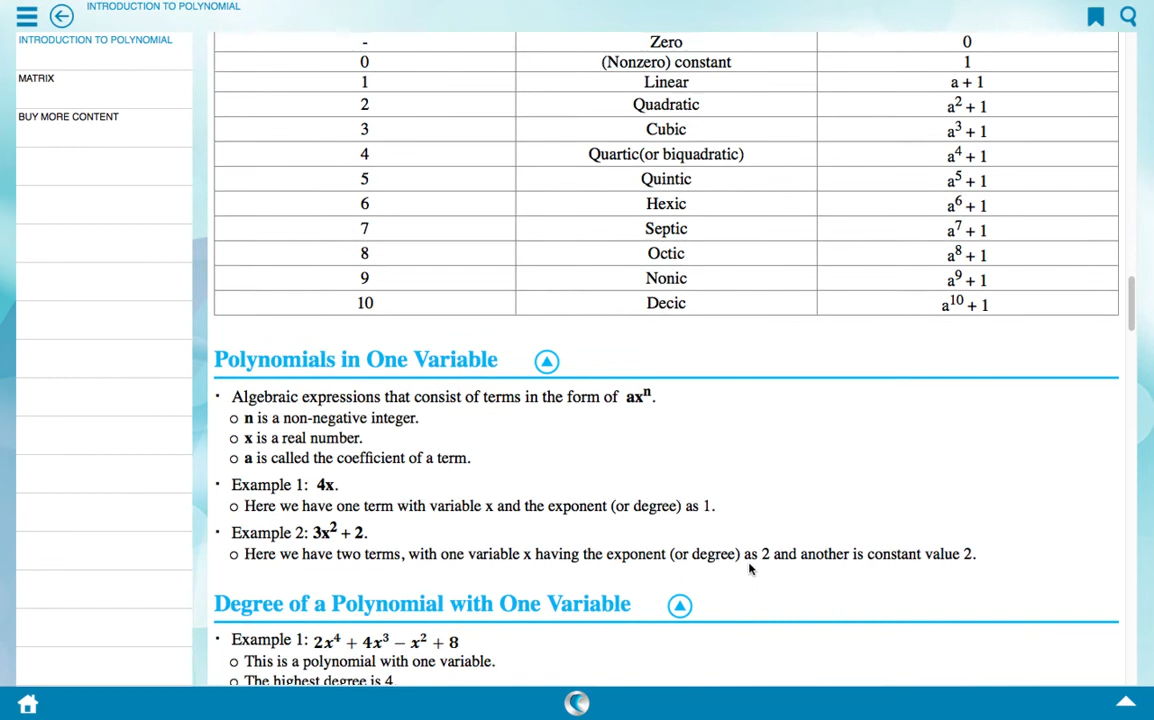 INTRODUCTION TO POLYNOMIAL
INTRODUCTION TO POLYNOMIAL
MATRIX
BUY MORE CONTENT
- Zero 0
0 (Nonzero) constant 1
1 Linear a + 1
2 Quadratic a² + 1
3 Cubic a³ + 1
4 Quartic(or biquadratic) a⁴ + 1
5 Quintic a⁵ + 1
6 Hexic a⁶ + 1
7 Septic a⁷ + 1
8 Octic a⁸ + 1
9 Nonic a⁹ + 1
10 Decic a¹⁰ + 1
Polynomials in One Variable
· Algebraic expressions that consist of terms in the form of axⁿ.
o n is a non-negative integer.
o x is a real number.
o a is called the coefficient of a term.
· Example 1: 4x.
o Here we have one term with variable x and the exponent (or degree) as 1.
· Example 2: 3x² + 2.
o Here we have two terms, with one variable x having the exponent (or degree) as 2 and another is constant value 2.
Degree of a Polynomial with One Variable
· Example 1: 2x⁴ + 4x³ − x² + 8
o This is a polynomial with one variable.
o The highest degree is 4.